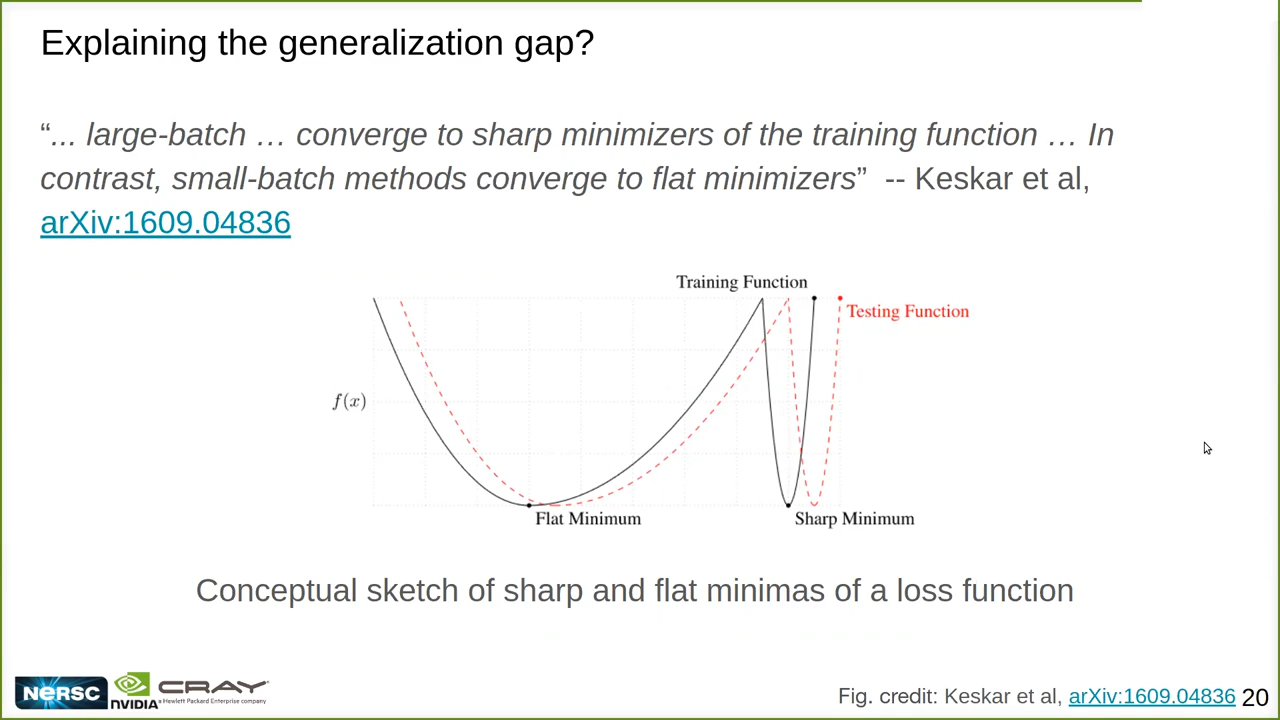 Explaining the generalization gap?
“... large-batch … converge to sharp minimizers of the training function … In
contrast, small-batch methods converge to flat minimizers” -- Keskar et al,
arXiv:1609.04836
Training Function
Testing Function
f(x)
Flat Minimum
Sharp Minimum
Conceptual sketch of sharp and flat minimas of a loss function
NERSC
NVIDIA
CRAY
a Hewlett Packard Enterprise company
Fig. credit: Keskar et al, arXiv:1609.04836 20